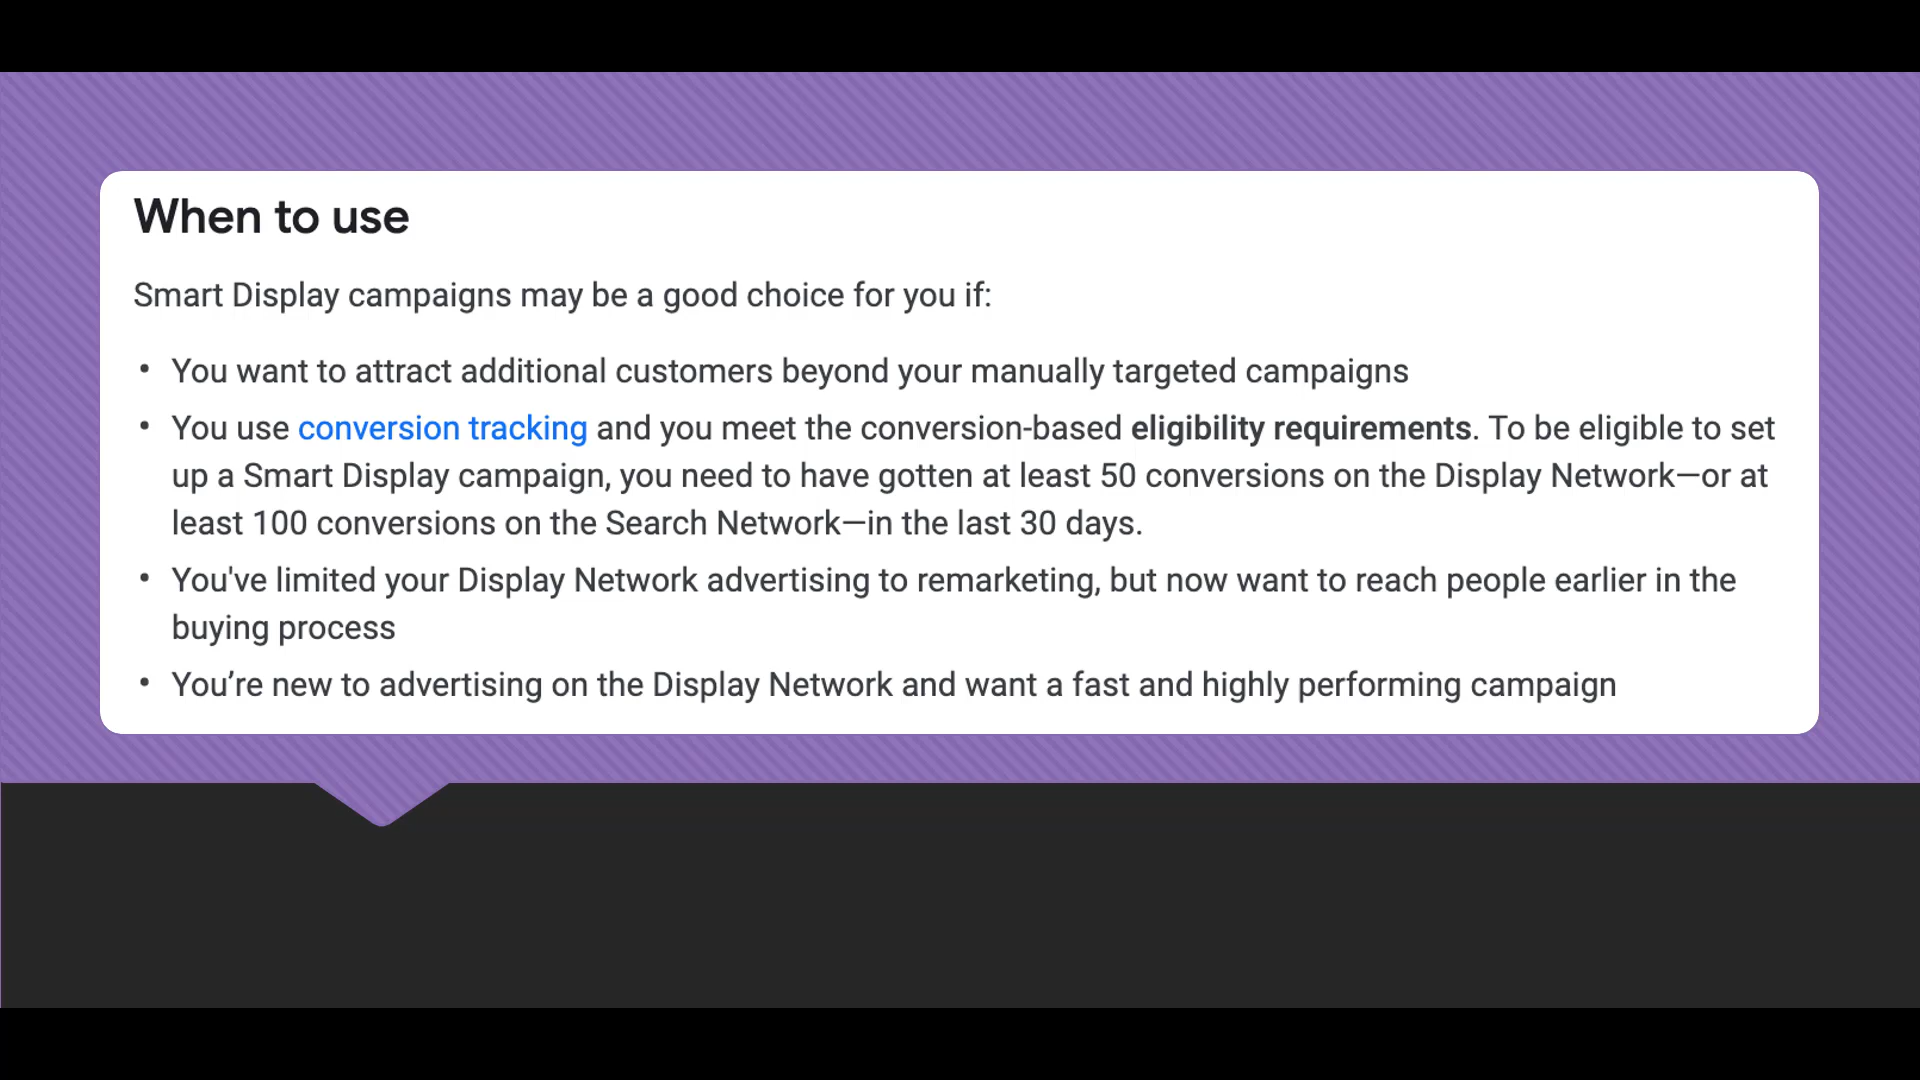 When to use
Smart Display campaigns may be a good choice for you if:
• You want to attract additional customers beyond your manually targeted campaigns
• You use conversion tracking and you meet the conversion-based eligibility requirements. To be eligible to set
up a Smart Display campaign, you need to have gotten at least 50 conversions on the Display Network—or at
least 100 conversions on the Search Network—in the last 30 days.
• You've limited your Display Network advertising to remarketing, but now want to reach people earlier in the
buying process
• You’re new to advertising on the Display Network and want a fast and highly performing campaign